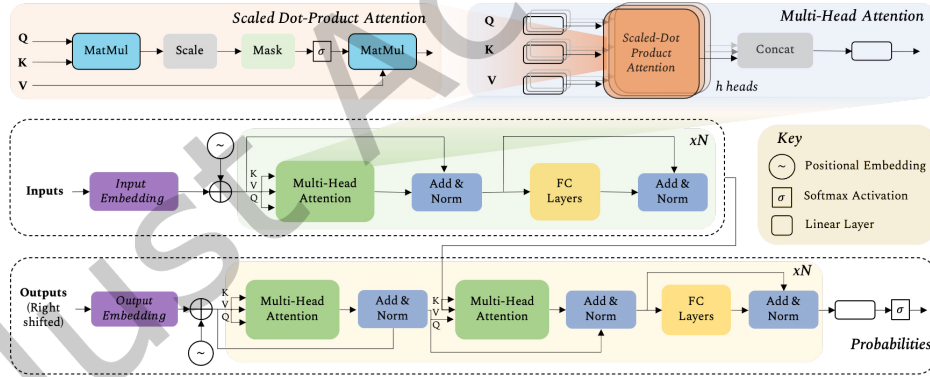 Scaled Dot-Product Attention
Q
K
V
MatMul
Scale
Mask
σ
MatMul
Multi-Head Attention
Q
K
V
Scaled-Dot
Product
Attention
Concat
h heads
Inputs
Input
Embedding
~
K
V
Q
Multi-Head
Attention
Add &
Norm
FC
Layers
Add &
Norm
xN
Key
~
Positional Embedding
σ
Softmax Activation
Linear Layer
Outputs
(Right
shifted)
Output
Embedding
~
K
V
Q
Multi-Head
Attention
Add &
Norm
K
V
Q
Multi-Head
Attention
Add &
Norm
FC
Layers
Add &
Norm
xN
σ
Probabilities
Just Ac